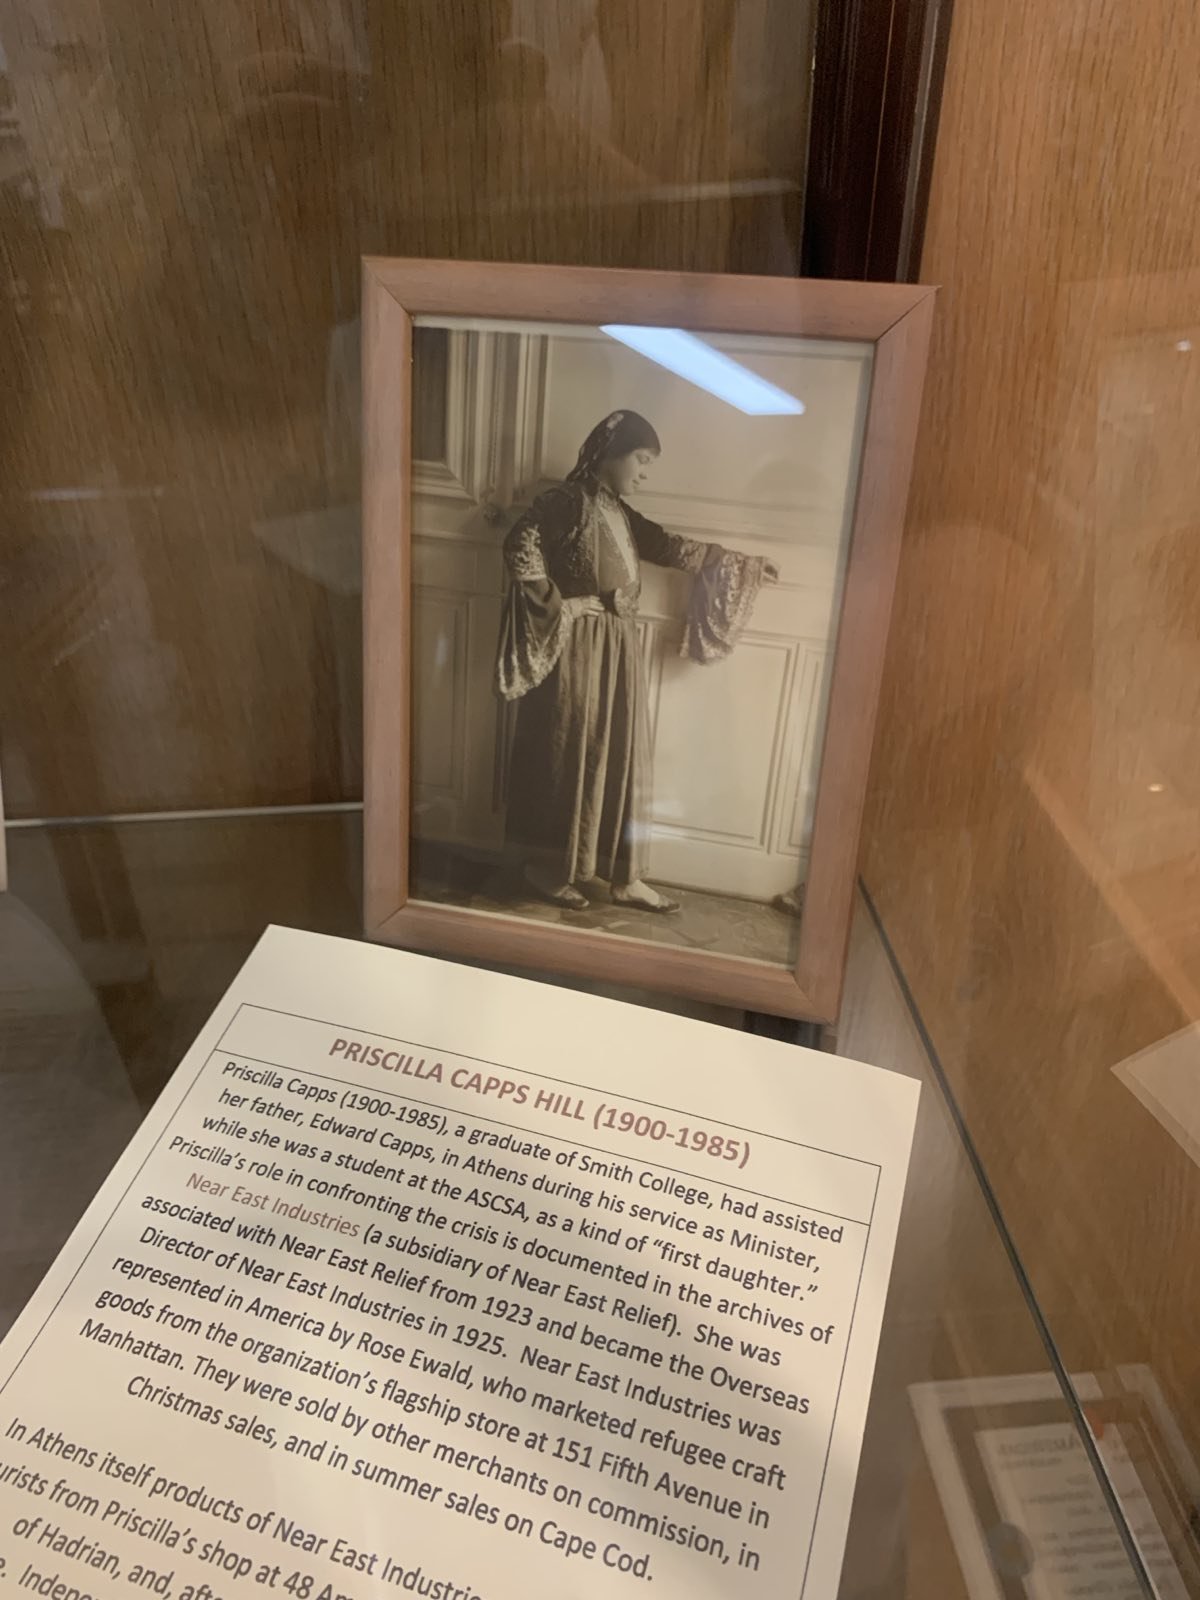 PRISCILLA CAPPS HILL (1900-1985)
Priscilla Capps (1900-1985), a graduate of Smith College, had assisted
her father, Edward Capps, in Athens during his service as Minister,
while she was a student at the ASCSA, as a kind of “first daughter.”
Priscilla’s role in confronting the crisis is documented in the archives of
Near East Industries (a subsidiary of Near East Relief). She was
associated with Near East Relief from 1923 and became the Overseas
Director of Near East Industries in 1925. Near East Industries was
represented in America by Rose Ewald, who marketed refugee craft
goods from the organization’s flagship store at 151 Fifth Avenue in
Manhattan. They were sold by other merchants on commission, in
Christmas sales, and in summer sales on Cape Cod.
In Athens itself products of Near East
from Priscilla’s shop at 48
of Hadrian, and,